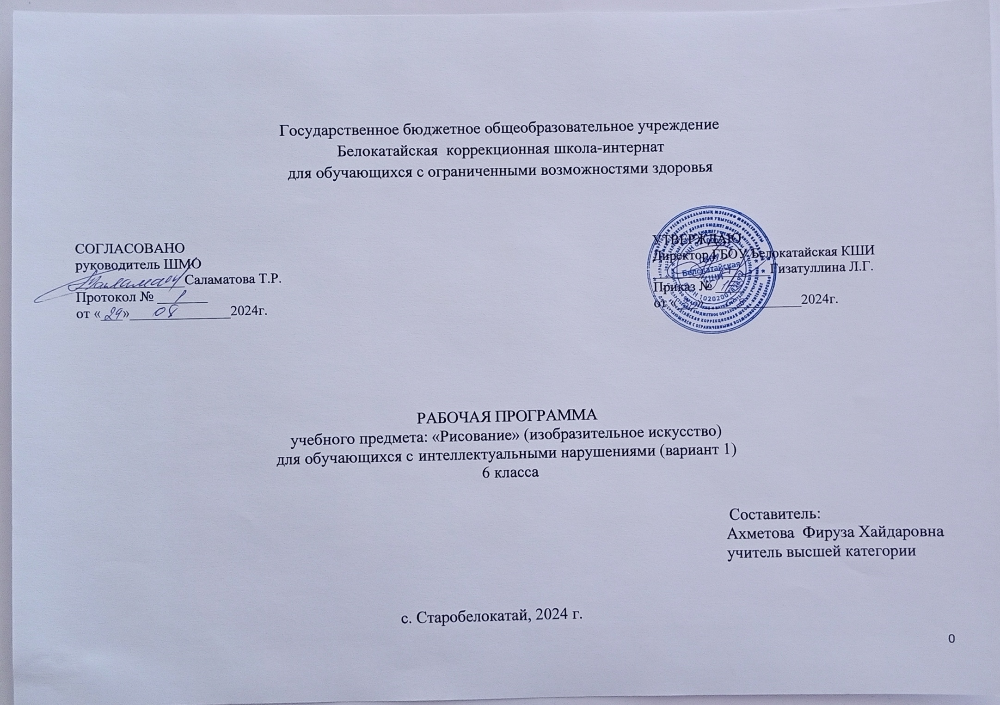 Государственное бюджетное общеобразовательное учреждение
Белокатайская коррекционная школа-интернат
для обучающихся с ограниченными возможностями здоровья
СОГЛАСОВАНО
руководитель ШМО
Саламатова Т.Р.
Протокол № 1
от «29» 08 2024г.
УТВЕРЖДАЮ
Директор ГБОУ Белокатайская КШИ
Гизатуллина Л.Г.
Приказ №
от « » 2024г.
Белокатайская
КШИ
РАБОЧАЯ ПРОГРАММА
учебного предмета: «Рисование» (изобразительное искусство)
для обучающихся с интеллектуальными нарушениями (вариант 1)
6 класса
Составитель:
Ахметова Фируза Хайдаровна
учитель высшей категории
с. Старобелокатай, 2024 г.
0